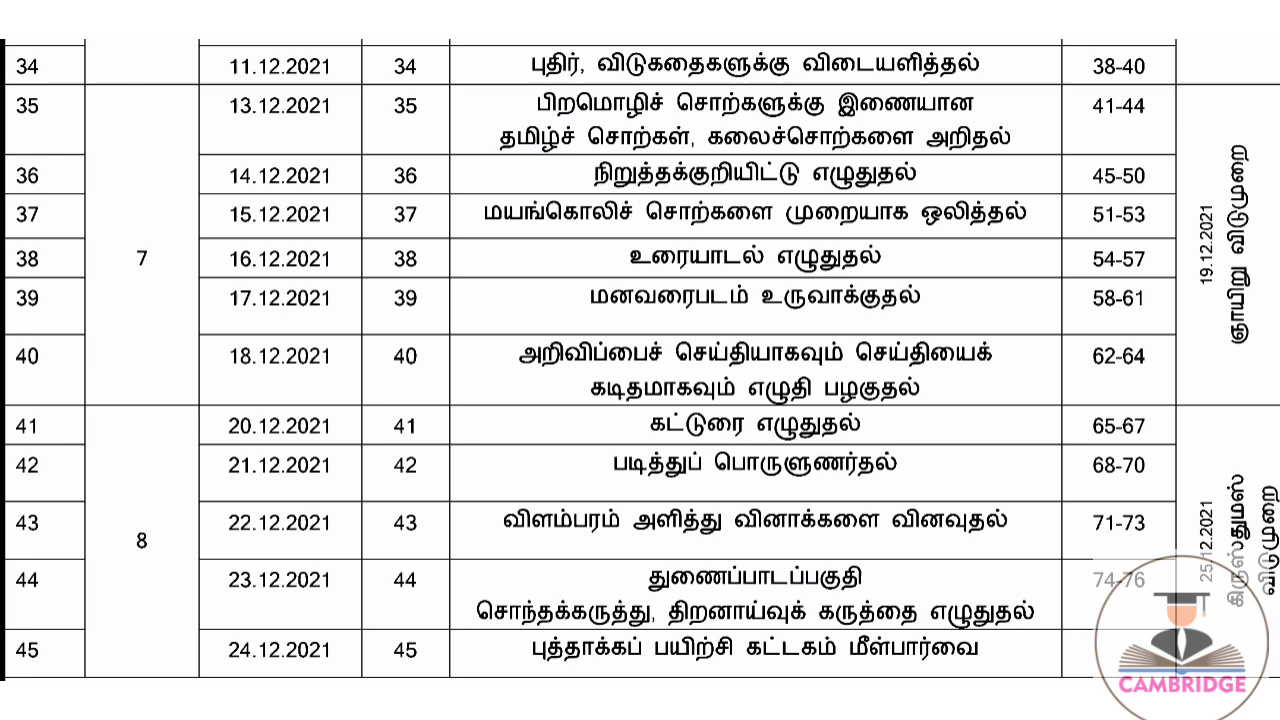 34 11.12.2021 34 புதிர், விடுகதைகளுக்கு விடையளித்தல் 38-40
35 7 13.12.2021 35 பிறமொழிச் சொற்களுக்கு இணையான 41-44
தமிழ்ச் சொற்கள், கலைச்சொற்களை அறிதல்
36 14.12.2021 36 நிறுத்தக்குறியிட்டு எழுதுதல் 45-50
37 15.12.2021 37 மயங்கொலிச் சொற்களை முறையாக ஒலித்தல் 51-53
38 16.12.2021 38 உரையாடல் எழுதுதல் 54-57
39 17.12.2021 39 மனவரைபடம் உருவாக்குதல் 58-61
40 18.12.2021 40 அறிவிப்பைச் செய்தியாகவும் செய்தியைக் 62-64
கடிதமாகவும் எழுதி பழகுதல்
19.12.2021
ஞாயிறு விடுமுறை
41 8 20.12.2021 41 கட்டுரை எழுதுதல் 65-67
42 21.12.2021 42 படித்துப் பொருளுணர்தல் 68-70
43 22.12.2021 43 விளம்பரம் அளித்து வினாக்களை வினவுதல் 71-73
44 23.12.2021 44 துணைப்பாடப்பகுதி 74-76
சொந்தக்கருத்து, திறனாய்வுக் கருத்தை எழுதுதல்
45 24.12.2021 45 புத்தாக்கப் பயிற்சி கட்டகம் மீள்பார்வை
25.12.2021
கிருஸ்துமஸ்
விடுமுறை
CAMBRIDGE